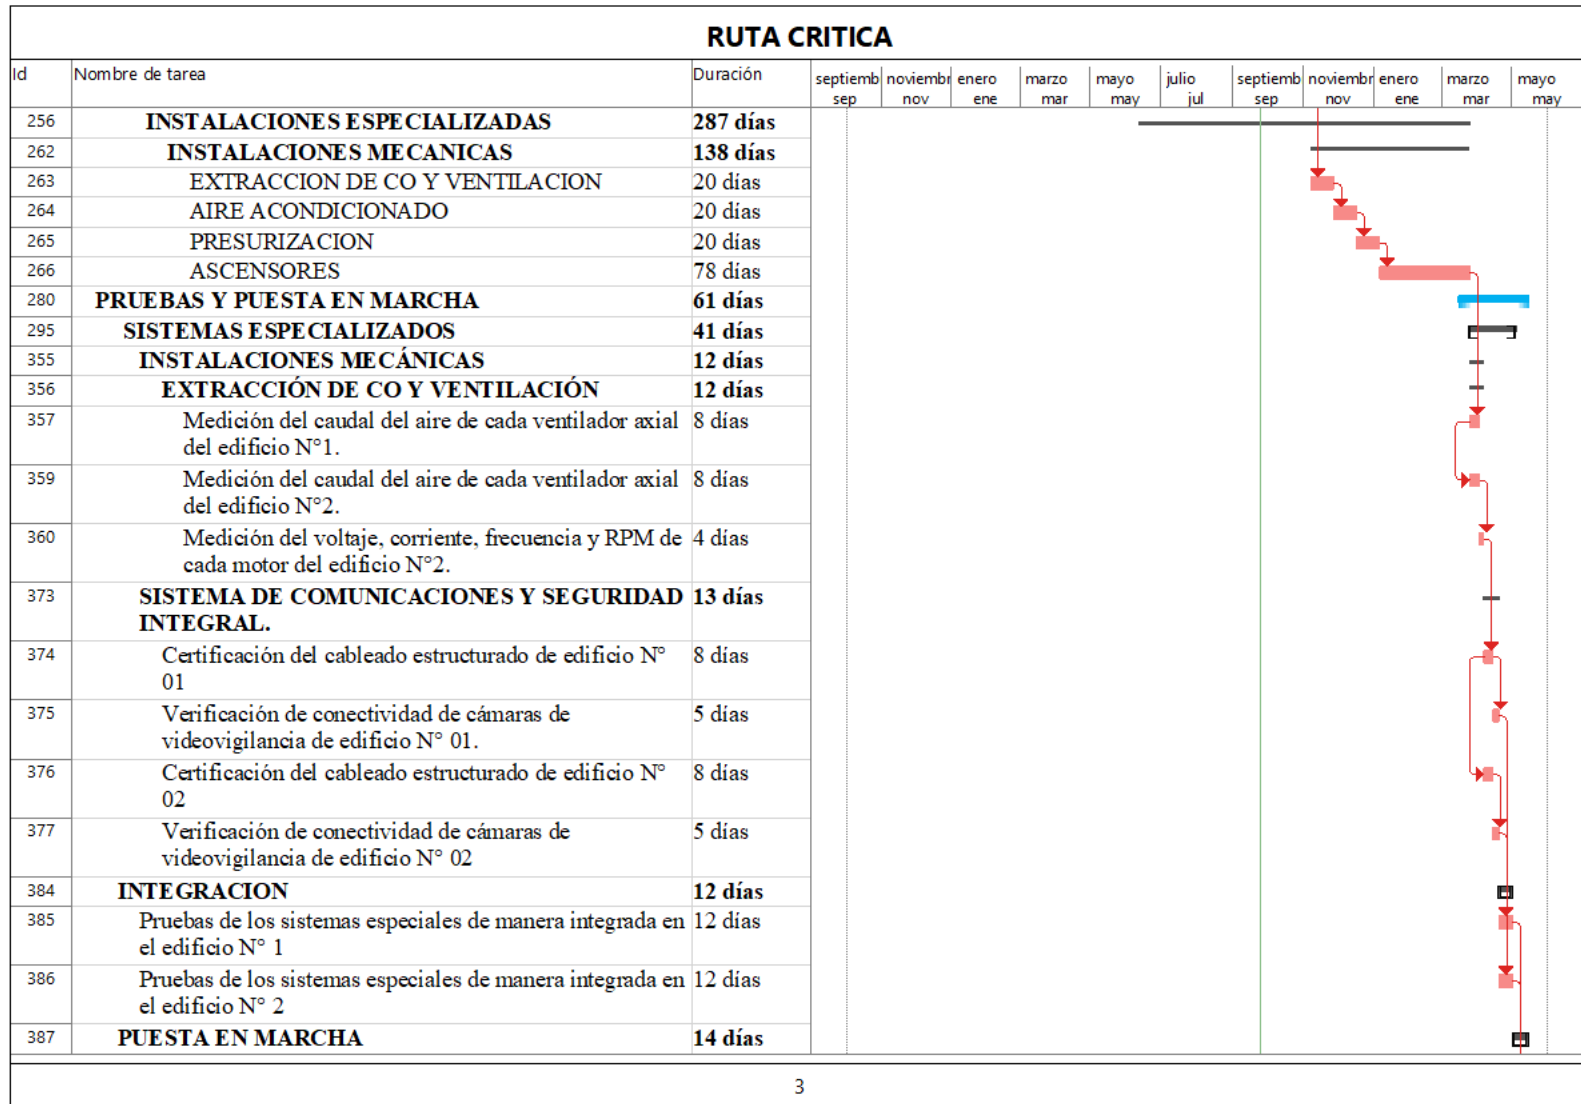 RUTA CRITICA
Id Nombre de tarea Duración septiemb noviembr enero marzo mayo julio septiemb noviembr enero marzo mayo
sep nov ene mar may jul sep nov ene mar may
256 INSTALACIONES ESPECIALIZADAS 287 días
262 INSTALACIONES MECANICAS 138 días
263 EXTRACCION DE CO Y VENTILACION 20 días
264 AIRE ACONDICIONADO 20 días
265 PRESURIZACION 20 días
266 ASCENSORES 78 días
280 PRUEBAS Y PUESTA EN MARCHA 61 días
295 SISTEMAS ESPECIALIZADOS 41 días
355 INSTALACIONES MECÁNICAS 12 días
356 EXTRACCIÓN DE CO Y VENTILACIÓN 12 días
357 Medición del caudal del aire de cada ventilador axial 8 días
del edificio N°1.
359 Medición del caudal del aire de cada ventilador axial 8 días
del edificio N°2.
360 Medición del voltaje, corriente, frecuencia y RPM de 4 días
cada motor del edificio N°2.
373 SISTEMA DE COMUNICACIONES Y SEGURIDAD 13 días
INTEGRAL.
374 Certificación del cableado estructurado de edificio N° 8 días
01
375 Verificación de conectividad de cámaras de 5 días
videovigilancia de edificio N° 01.
376 Certificación del cableado estructurado de edificio N° 8 días
02
377 Verificación de conectividad de cámaras de 5 días
videovigilancia de edificio N° 02
384 INTEGRACION 12 días
385 Pruebas de los sistemas especiales de manera integrada en 12 días
el edificio N° 1
386 Pruebas de los sistemas especiales de manera integrada en 12 días
el edificio N° 2
387 PUESTA EN MARCHA 14 días
3